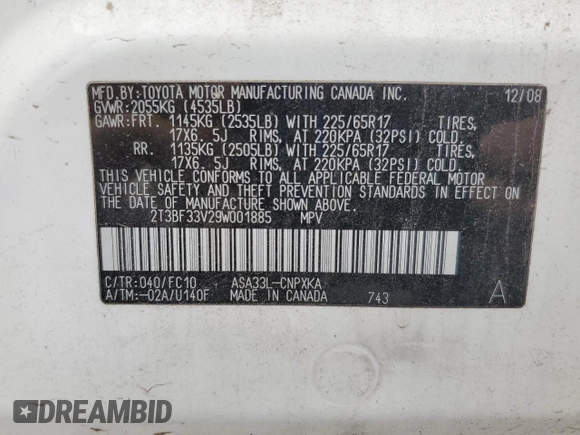 MFD.BY:TOYOTA MOTOR MANUFACTURING CANADA INC. 12/08
GVWR:2055KG (4535LB)
GAWR:FRT. 1145KG (2535LB) WITH 225/65R17 TIRES,
17X6. 5J RIMS, AT 220KPA (32PSI) COLD.
RR. 1135KG (2505LB) WITH 225/65R17 TIRES,
17X6. 5J RIMS, AT 220KPA (32PSI) COLD.
THIS VEHICLE CONFORMS TO ALL APPLICABLE FEDERAL MOTOR
VEHICLE SAFETY AND THEFT PREVENTION STANDARDS IN EFFECT ON
THE DATE OF MANUFACTURE SHOWN ABOVE.
2T3BF33V29W001885 MPV
C/TR:040/FC10 ASA33L-CNPXKA
A/TM:-02A/U140F MADE IN CANADA 743 A
DREAMBID